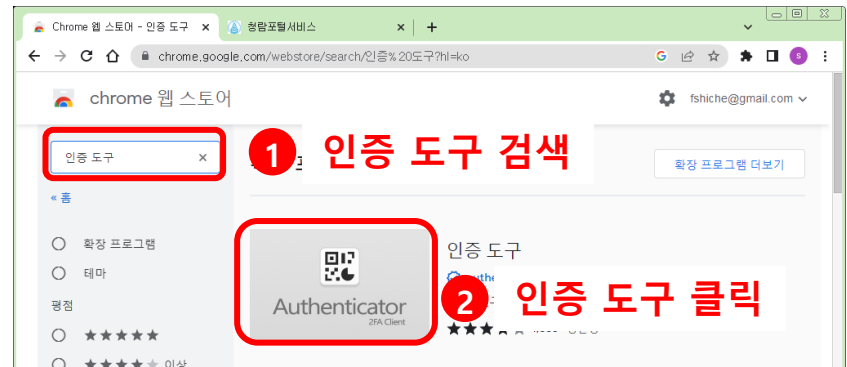 Chrome 웹 스토어 - 인증 도구
청람포털서비스
chrome.google.com/webstore/search/인증%20도구?hl=ko
chrome 웹 스토어
fshiche@gmail.com
인증 도구
1 인증 도구 검색
확장 프로그램 더보기
« 홈
확장 프로그램
테마
평점
★★★★★
★★★★★ 이상
Authenticator
2FA Client
인증 도구
2 인증 도구 클릭